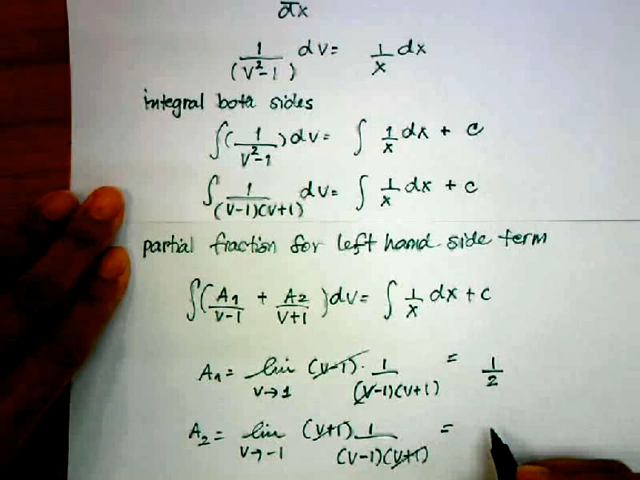 dx
1/(v²-1) dv = 1/x dx
integral both sides
∫(1/v²-1)dv = ∫ 1/x dx + c
∫ 1/(v-1)(v+1) dv = ∫ 1/x dx + c
partial fraction for left hand side term
∫(A₁/v-1 + A₂/v+1)dv = ∫ 1/x dx + c
A₁ = lim v→1 (v-1). 1/(v-1)(v+1) = 1/2
A₂ = lim v→-1 (v+1) 1/(v-1)(v+1) =